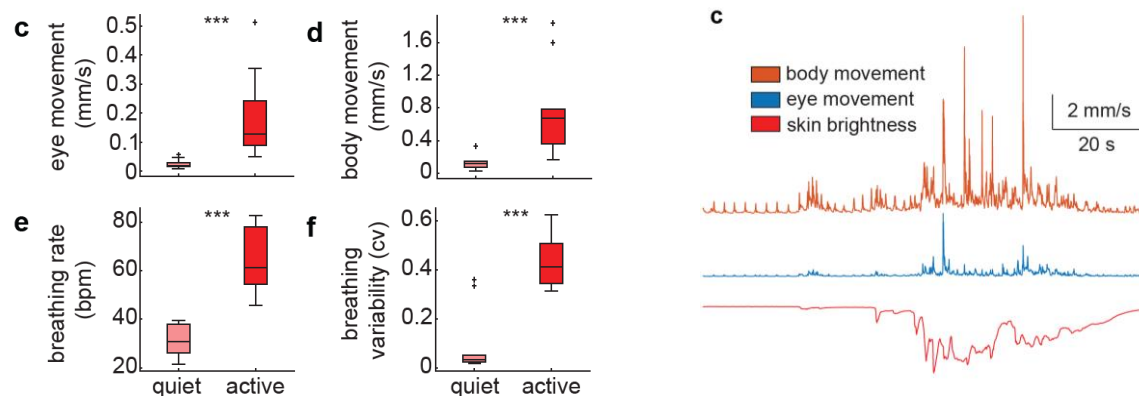 c
eye movement
(mm/s)
0.5
0.4
0.3
0.2
0.1
0
***
d
body movement
(mm/s)
1.6
1.2
0.8
0.4
0
***
e
breathing rate
(bpm)
80
60
40
20
***
quiet
active
f
breathing
variability (cv)
0.6
0.4
0.2
0
***
quiet
active
c
body movement
eye movement
skin brightness
2 mm/s
20 s